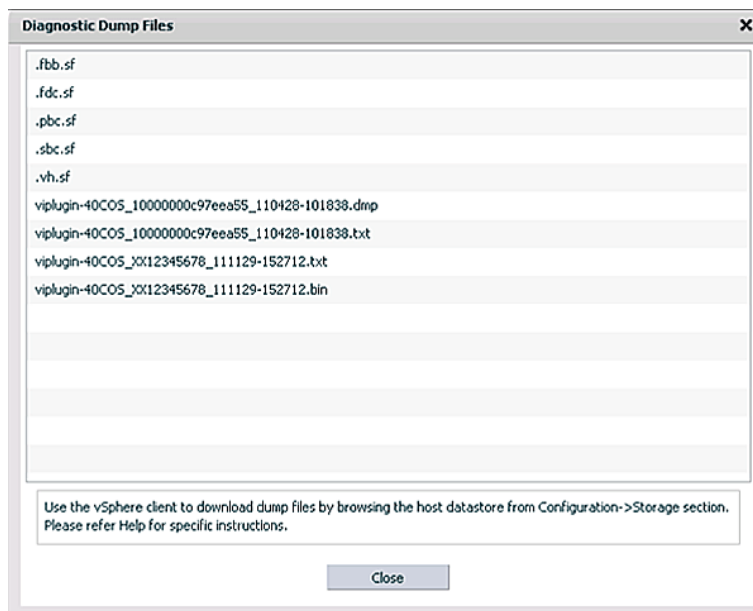 Diagnostic Dump Files
.fbb.sf
.fdc.sf
.pbc.sf
.sbc.sf
.vh.sf
viplugin-40COS_10000000c97eea55_110428-101838.dmp
viplugin-40COS_10000000c97eea55_110428-101838.txt
viplugin-40COS_XX12345678_111129-152712.txt
viplugin-40COS_XX12345678_111129-152712.bin
Use the vSphere client to download dump files by browsing the host datastore from Configuration->Storage section.
Please refer Help for specific instructions.
Close